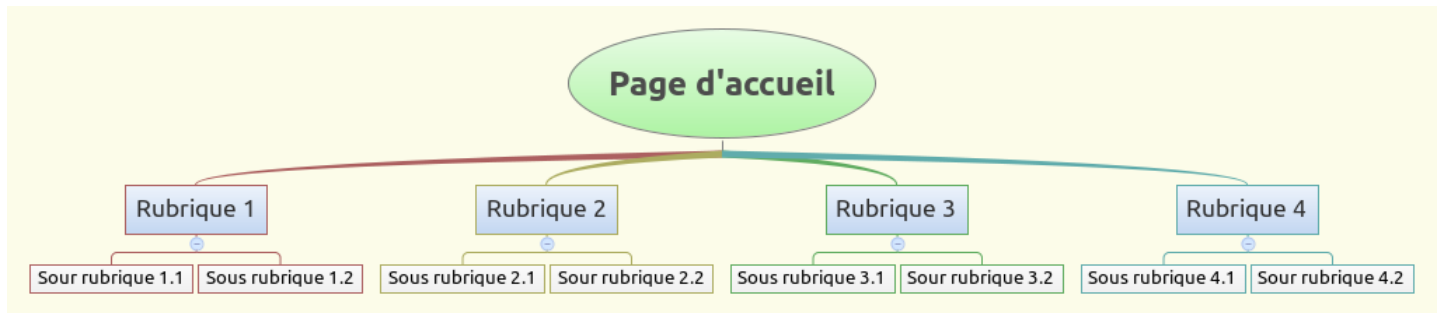 Page d'accueil
Rubrique 1
Rubrique 2
Rubrique 3
Rubrique 4
Sour rubrique 1.1
Sous rubrique 1.2
Sous rubrique 2.1
Sour rubrique 2.2
Sous rubrique 3.1
Sour rubrique 3.2
Sous rubrique 4.1
Sour rubrique 4.2